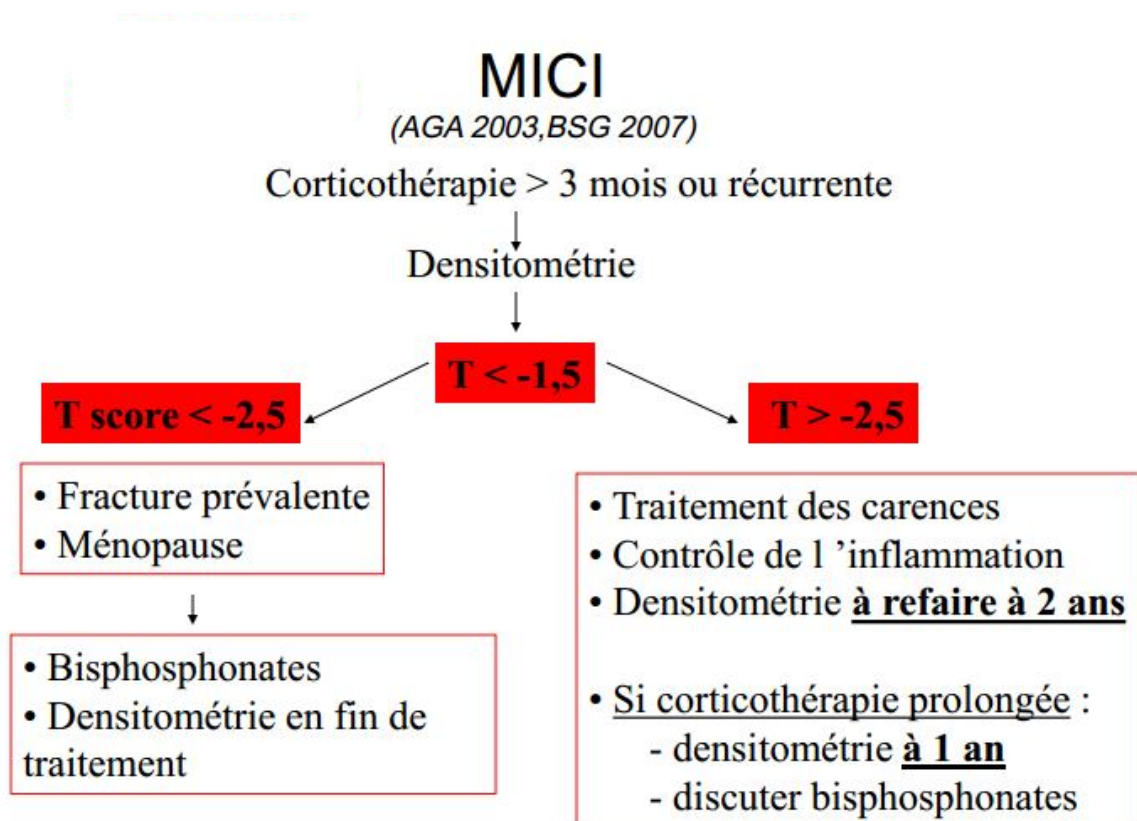 MICI
(AGA 2003,BSG 2007)
Corticothérapie > 3 mois ou récurrente
Densitométrie
T < -1,5
T score < -2,5
T > -2,5
• Fracture prévalente
• Ménopause
• Bisphosphonates
• Densitométrie en fin de
traitement
• Traitement des carences
• Contrôle de l ’inflammation
• Densitométrie à refaire à 2 ans
• Si corticothérapie prolongée :
- densitométrie à 1 an
- discuter bisphosphonates